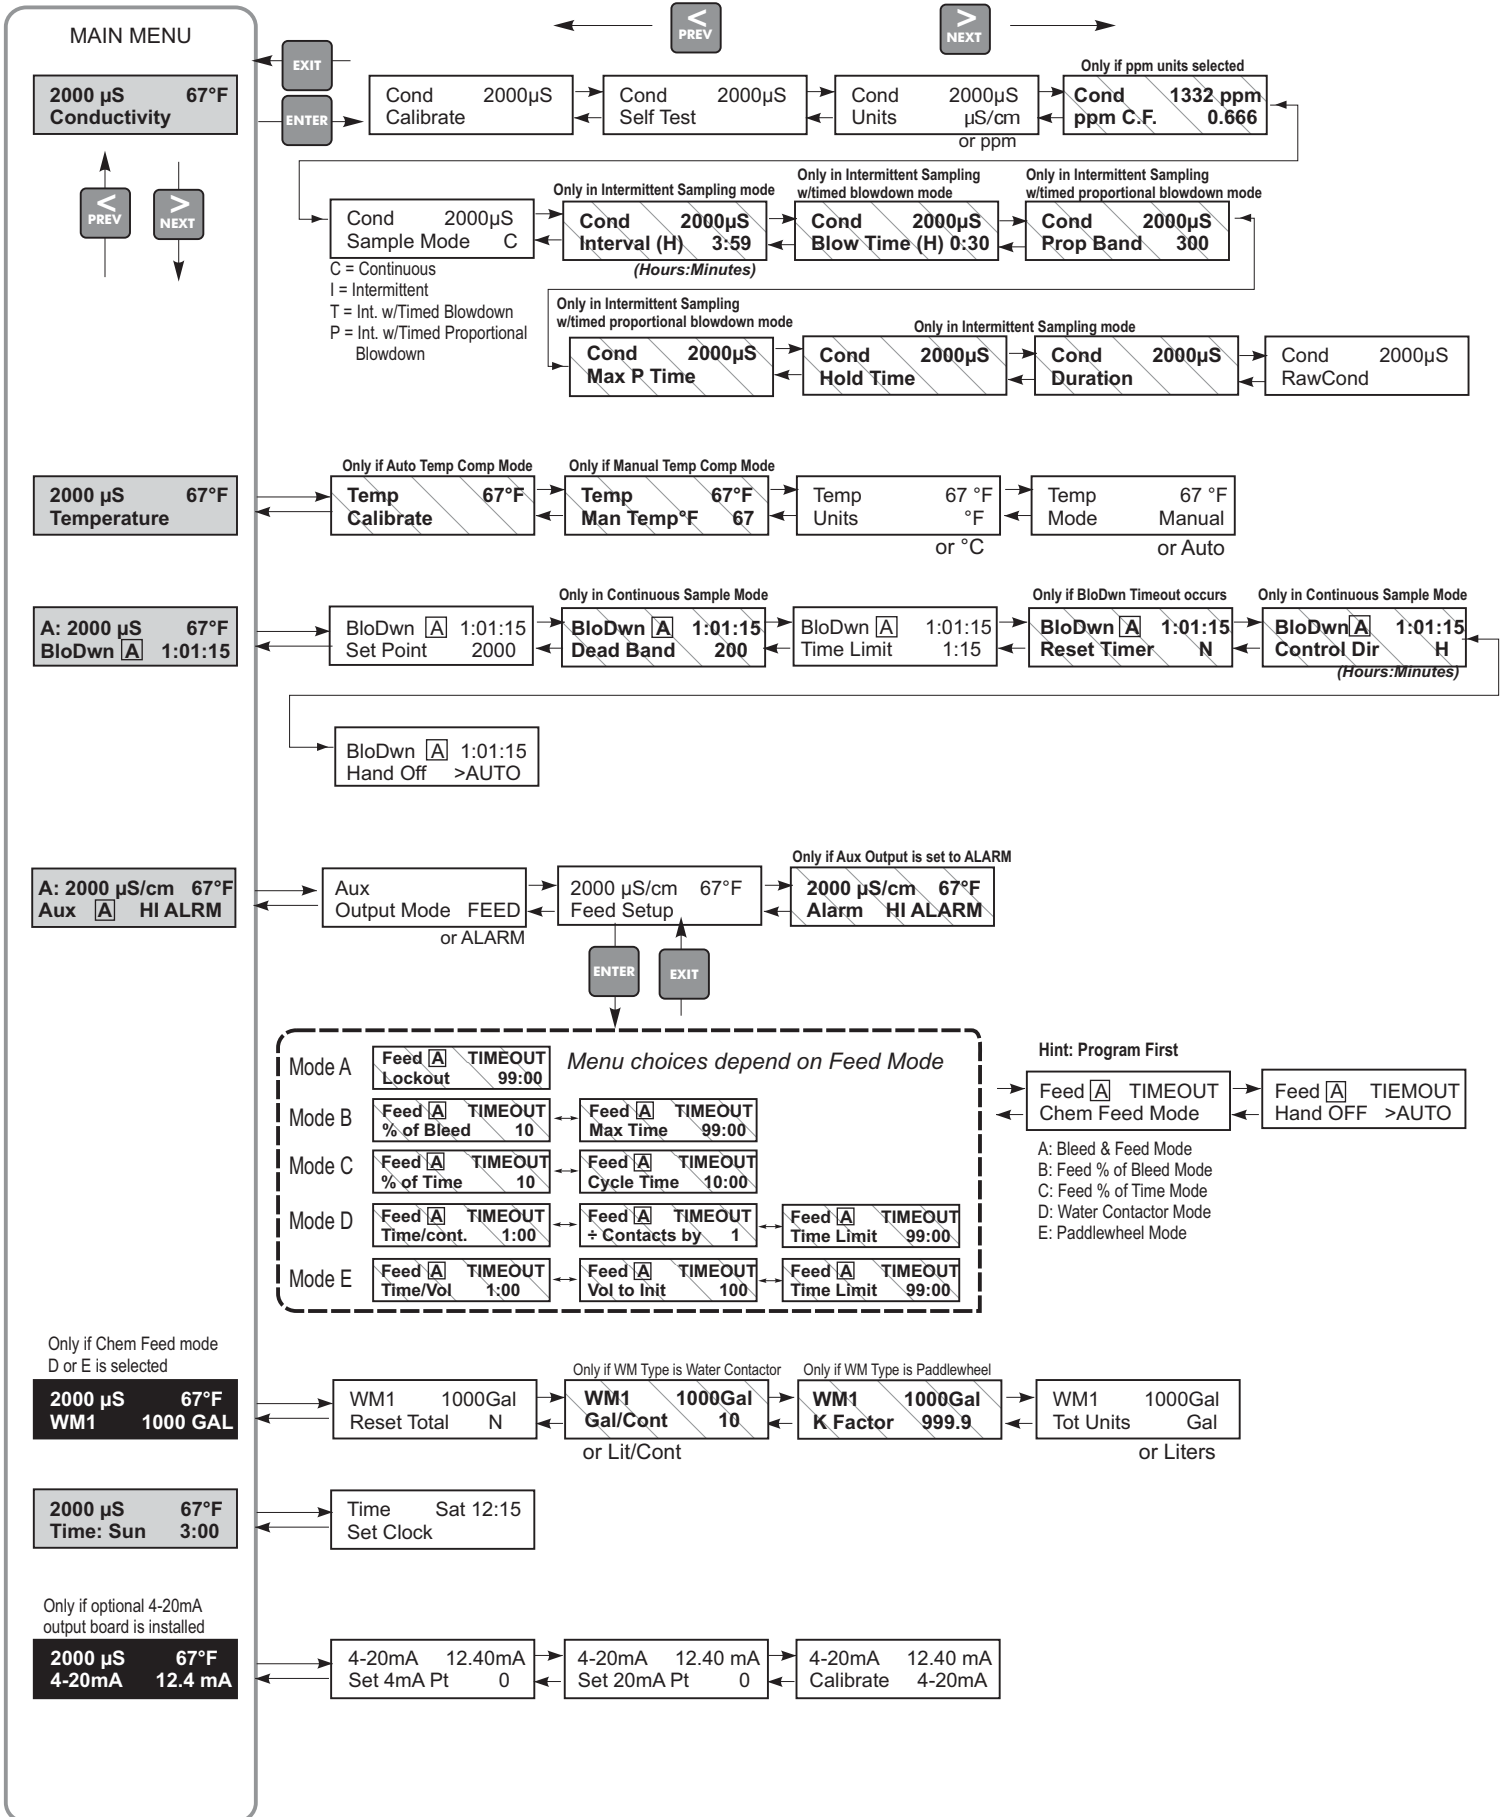 MAIN MENU
<
PREV
>
NEXT
EXIT
ENTER
2000 µS 67°F
Conductivity
<
PREV
>
NEXT
Cond 2000µS
Calibrate
Cond 2000µS
Self Test
Cond 2000µS
Units µS/cm
or ppm
Only if ppm units selected
Cond 1332 ppm
ppm C.F. 0.666
Cond 2000µS
Sample Mode C
C = Continuous
I = Intermittent
T = Int. w/Timed Blowdown
P = Int. w/Timed Proportional
Blowdown
Only in Intermittent Sampling mode
Cond 2000µS
Interval (H) 3:59
(Hours:Minutes)
Only in Intermittent Sampling
w/timed blowdown mode
Cond 2000µS
Blow Time (H) 0:30
Only in Intermittent Sampling
w/timed proportional blowdown mode
Cond 2000µS
Prop Band 300
Only in Intermittent Sampling
w/timed proportional blowdown mode
Cond 2000µS
Max P Time
Only in Intermittent Sampling mode
Cond 2000µS
Hold Time
Cond 2000µS
Duration
Cond 2000µS
RawCond
2000 µS 67°F
Temperature
Only if Auto Temp Comp Mode
Temp 67°F
Calibrate
Only if Manual Temp Comp Mode
Temp 67°F
Man Temp°F 67
Temp 67 °F
Units °F
or °C
Temp 67 °F
Mode Manual
or Auto
A: 2000 µS 67°F
BloDwn A 1:01:15
BloDwn A 1:01:15
Set Point 2000
Only in Continuous Sample Mode
BloDwn A 1:01:15
Dead Band 200
BloDwn A 1:01:15
Time Limit 1:15
Only if BloDwn Timeout occurs
BloDwn A 1:01:15
Reset Timer N
Only in Continuous Sample Mode
BloDwn A 1:01:15
Control Dir H
(Hours:Minutes)
BloDwn A 1:01:15
Hand Off >AUTO
A: 2000 µS/cm 67°F
Aux A HI ALRM
Aux
Output Mode FEED
or ALARM
2000 µS/cm 67°F
Feed Setup
Only if Aux Output is set to ALARM
2000 µS/cm 67°F
Alarm HI ALARM
ENTER
EXIT
Menu choices depend on Feed Mode
Mode A
Feed A TIMEOUT
Lockout 99:00
Mode B
Feed A TIMEOUT
% of Bleed 10
Feed A TIMEOUT
Max Time 99:00
Mode C
Feed A TIMEOUT
% of Time 10
Feed A TIMEOUT
Cycle Time 10:00
Mode D
Feed A TIMEOUT
Time/cont. 1:00
Feed A TIMEOUT
÷ Contacts by 1
Feed A TIMEOUT
Time Limit 99:00
Mode E
Feed A TIMEOUT
Time/Vol 1:00
Feed A TIMEOUT
Vol to Init 100
Feed A TIMEOUT
Time Limit 99:00
Hint: Program First
Feed A TIMEOUT
Chem Feed Mode
Feed A TIEMOUT
Hand OFF >AUTO
A: Bleed & Feed Mode
B: Feed % of Bleed Mode
C: Feed % of Time Mode
D: Water Contactor Mode
E: Paddlewheel Mode
Only if Chem Feed mode
D or E is selected
2000 µS 67°F
WM1 1000 GAL
WM1 1000Gal
Reset Total N
Only if WM Type is Water Contactor
WM1 1000Gal
Gal/Cont 10
or Lit/Cont
Only if WM Type is Paddlewheel
WM1 1000Gal
K Factor 999.9
WM1 1000Gal
Tot Units Gal
or Liters
2000 µS 67°F
Time: Sun 3:00
Time Sat 12:15
Set Clock
Only if optional 4-20mA
output board is installed
2000 µS 67°F
4-20mA 12.4 mA
4-20mA 12.40mA
Set 4mA Pt 0
4-20mA 12.40 mA
Set 20mA Pt 0
4-20mA 12.40 mA
Calibrate 4-20mA